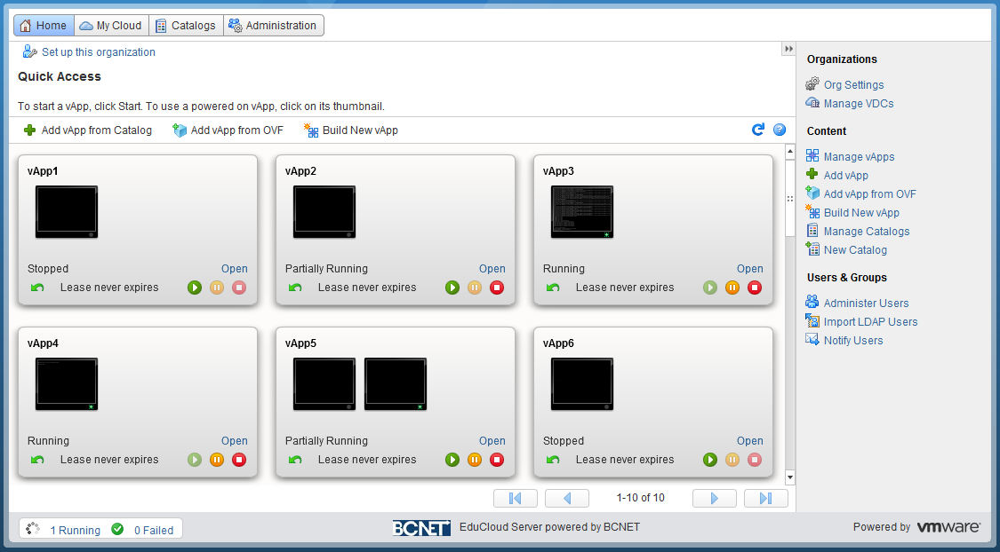 Home My Cloud Catalogs Administration
Set up this organization
Quick Access
To start a vApp, click Start. To use a powered on vApp, click on its thumbnail.
Add vApp from Catalog Add vApp from OVF Build New vApp
vApp1
Stopped Open
Lease never expires
vApp2
Partially Running Open
Lease never expires
vApp3
Running Open
Lease never expires
vApp4
Running Open
Lease never expires
vApp5
Partially Running Open
Lease never expires
vApp6
Stopped Open
Lease never expires
1-10 of 10
Organizations
Org Settings
Manage VDCs
Content
Manage vApps
Add vApp
Add vApp from OVF
Build New vApp
Manage Catalogs
New Catalog
Users & Groups
Administer Users
Import LDAP Users
Notify Users
1 Running 0 Failed
BCNET EduCloud Server powered by BCNET
Powered by vmware